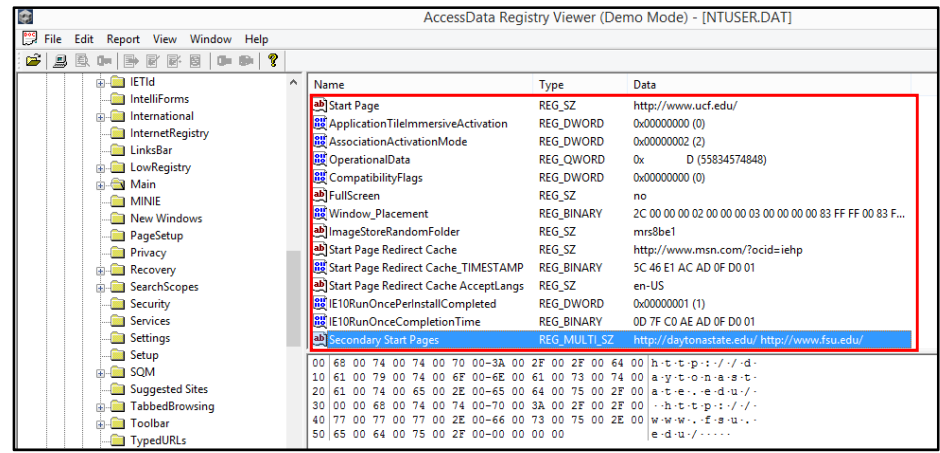 AccessData Registry Viewer (Demo Mode) - [NTUSER.DAT]
File Edit Report View Window Help
IETId
IntelliForms
International
InternetRegistry
LinksBar
LowRegistry
Main
MINIE
New Windows
PageSetup
Privacy
Recovery
SearchScopes
Security
Services
Settings
Setup
SQM
Suggested Sites
TabbedBrowsing
Toolbar
TypedURLs
Name Type Data
Start Page REG_SZ http://www.ucf.edu/
ApplicationTileImmersiveActivation REG_DWORD 0x00000000 (0)
AssociationActivationMode REG_DWORD 0x00000002 (2)
OperationalData REG_QWORD 0x D (55834574848)
CompatibilityFlags REG_DWORD 0x00000000 (0)
FullScreen REG_SZ no
Window_Placement REG_BINARY 2C 00 00 00 02 00 00 00 03 00 00 00 00 83 FF FF 00 83 F...
ImageStoreRandomFolder REG_SZ mrs8be1
Start Page Redirect Cache REG_SZ http://www.msn.com/?ocid=iehp
Start Page Redirect Cache_TIMESTAMP REG_BINARY 5C 46 E1 AC AD 0F D0 01
Start Page Redirect Cache AcceptLangs REG_SZ en-US
IE10RunOncePerInstallCompleted REG_DWORD 0x00000001 (1)
IE10RunOnceCompletionTime REG_BINARY 0D 7F C0 AE AD 0F D0 01
Secondary Start Pages REG_MULTI_SZ http://daytonastate.edu/ http://www.fsu.edu/
00 68 00 74 00 74 00 70 00-3A 00 2F 00 2F 00 64 00 h·t·t·p·:·/·/·d·
10 61 00 79 00 74 00 6F 00-6E 00 61 00 73 00 74 00 a·y·t·o·n·a·s·t·
20 61 00 74 00 65 00 2E 00-65 00 64 00 75 00 2F 00 a·t·e·.·e·d·u·/·
30 00 00 68 00 74 00 74 00-70 00 3A 00 2F 00 2F 00 ··h·t·t·p·:·/·/·
40 77 00 77 00 77 00 2E 00-66 00 73 00 75 00 2E 00 w·w·w·.·f·s·u·.·
50 65 00 64 00 75 00 2F 00-00 00 00 00 e·d·u·/·····